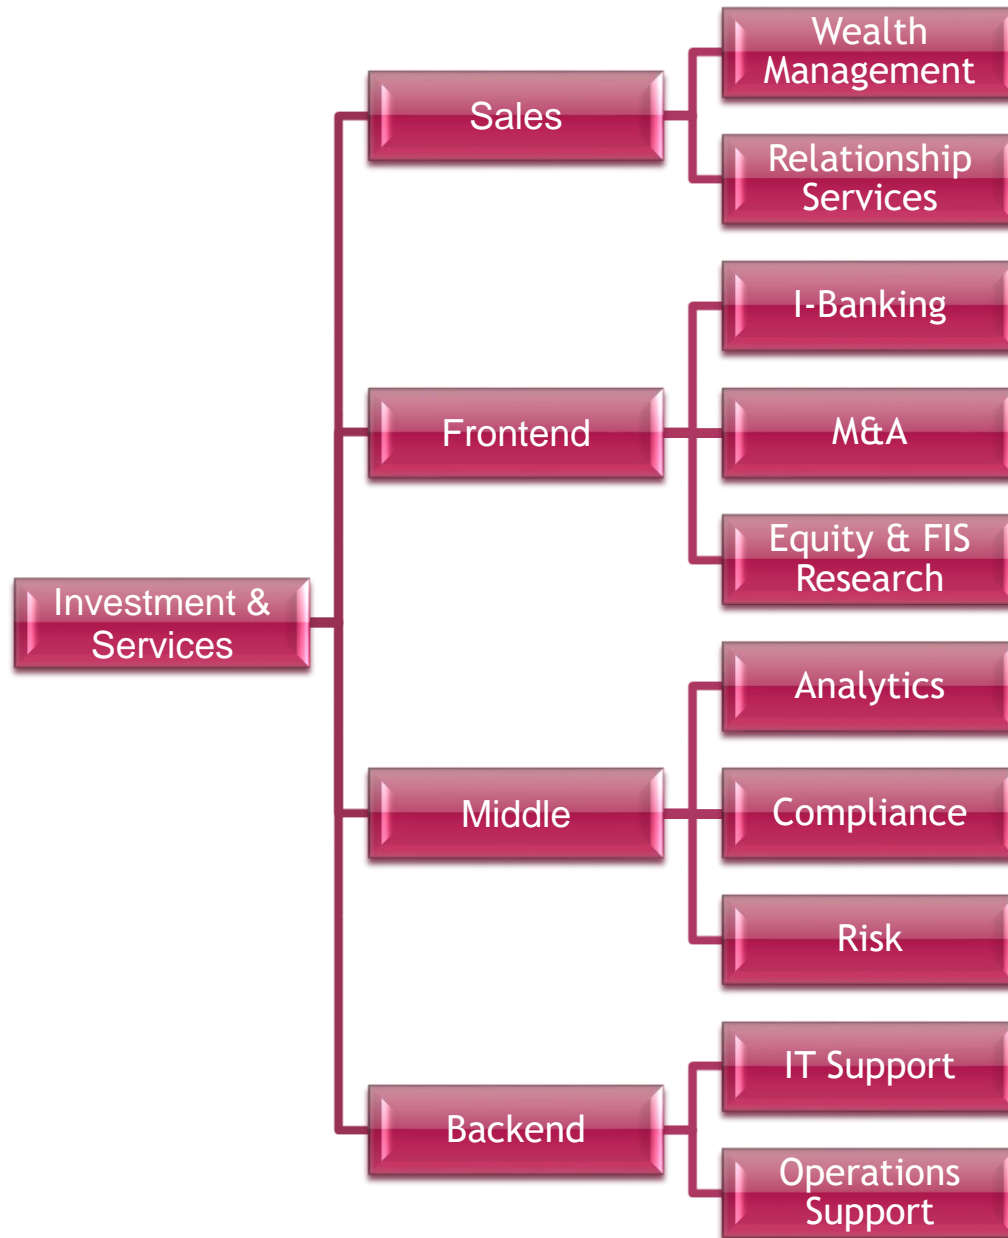 Wealth
Management
Sales
Relationship
Services
I-Banking
Frontend
M&A
Equity & FIS
Research
Investment &
Services
Analytics
Middle
Compliance
Risk
IT Support
Backend
Operations
Support